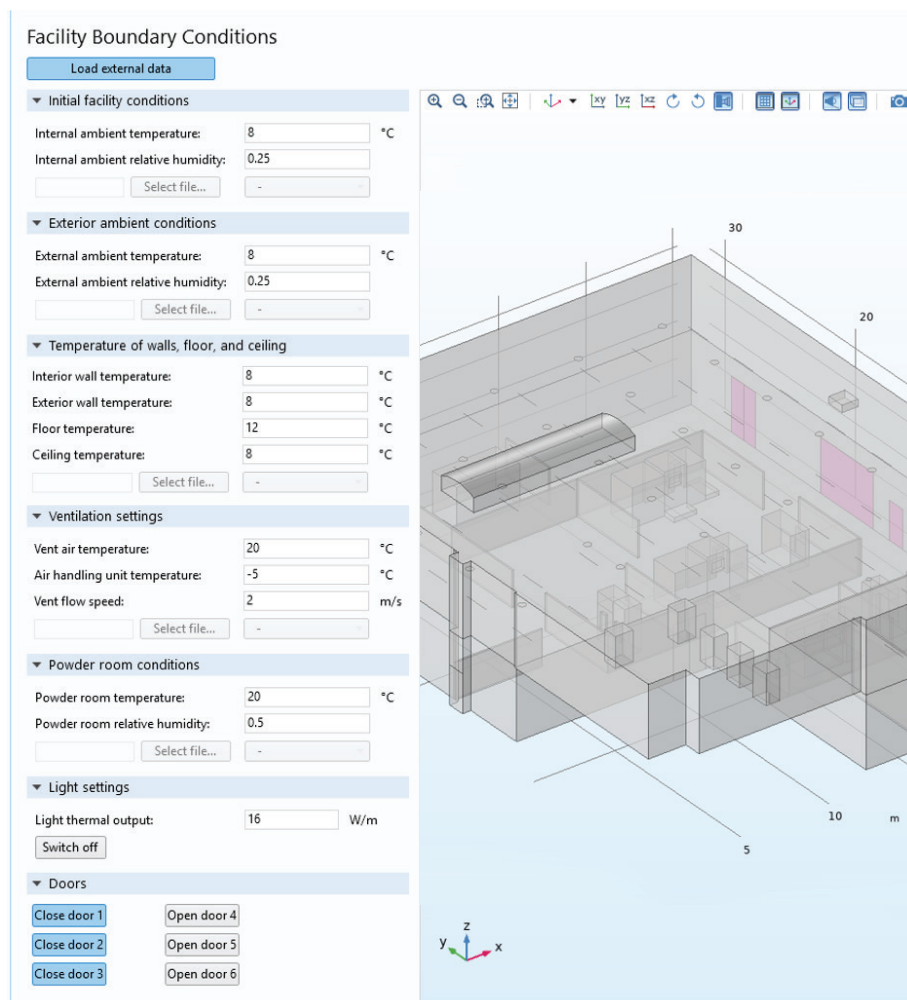 Facility Boundary Conditions
Load external data
Initial facility conditions
Internal ambient temperature: 8 °C
Internal ambient relative humidity: 0.25
Select file... -
Exterior ambient conditions
External ambient temperature: 8 °C
External ambient relative humidity: 0.25
Select file... -
Temperature of walls, floor, and ceiling
Interior wall temperature: 8 °C
Exterior wall temperature: 8 °C
Floor temperature: 12 °C
Ceiling temperature: 8 °C
Select file... -
Ventilation settings
Vent air temperature: 20 °C
Air handling unit temperature: -5 °C
Vent flow speed: 2 m/s
Select file... -
Powder room conditions
Powder room temperature: 20 °C
Powder room relative humidity: 0.5
Select file... -
Light settings
Light thermal output: 16 W/m
Switch off
Doors
Close door 1 Open door 4
Close door 2 Open door 5
Close door 3 Open door 6
xy yz xz
30
20
10 m
5
z
y x